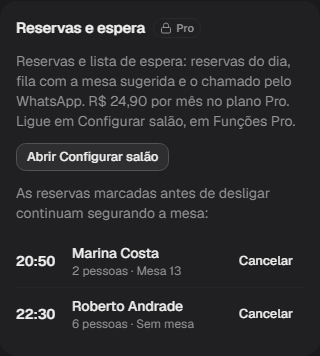 Reservas e espera Pro
Reservas e lista de espera: reservas do dia,
fila com a mesa sugerida e o chamado pelo
WhatsApp. R$ 24,90 por mês no plano Pro.
Ligue em Configurar salão, em Funções Pro.
Abrir Configurar salão
As reservas marcadas antes de desligar
continuam segurando a mesa:
20:50 Marina Costa Cancelar
2 pessoas · Mesa 13
22:30 Roberto Andrade Cancelar
6 pessoas · Sem mesa